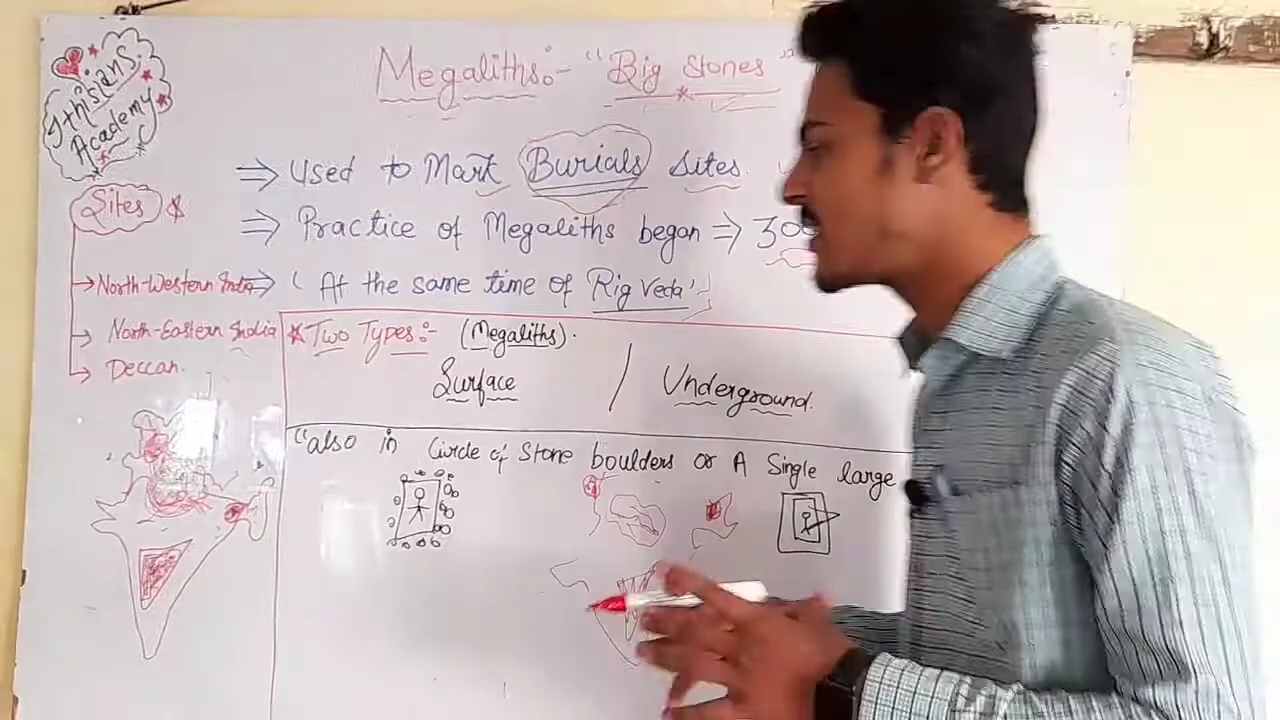 Academy
Megaliths:- "Big Stones"
⇒ Used to Mark Burials Sites
⇒ Practice of Megaliths began ⇒ 300
⇒ ( At the same time of Rig Veda'
Sites
→ North-Western India
→ North-Eastern India
→ Deccan.
Two Types:- (Megaliths).
Surface / Underground.
"also in Circle of Stone boulders or A Single large